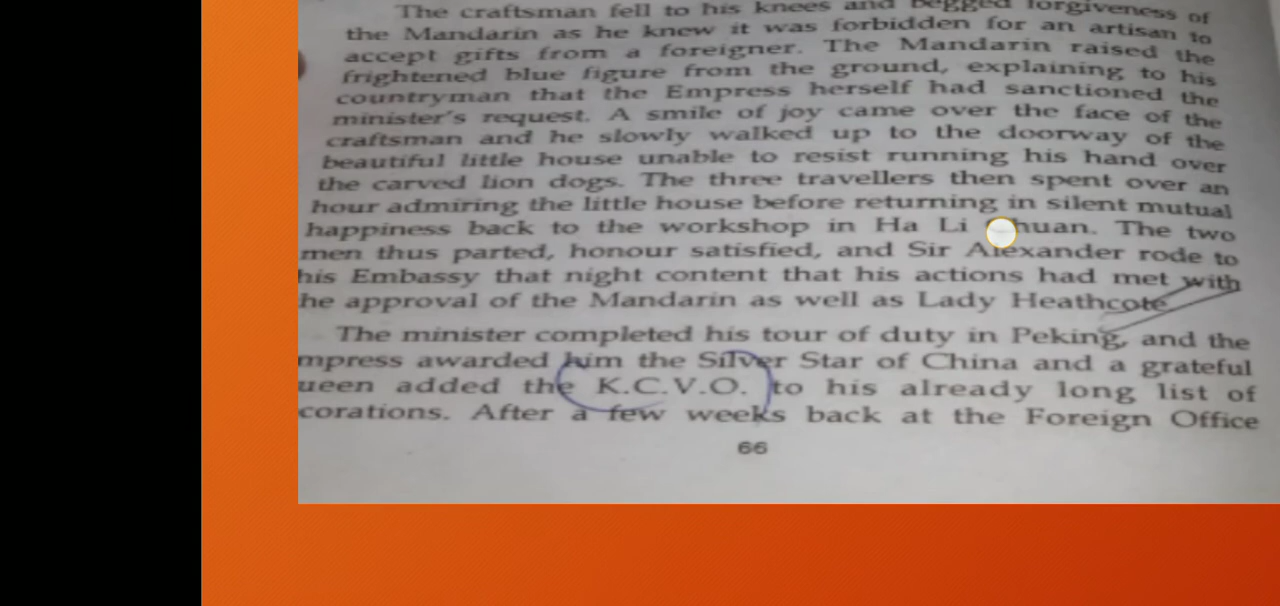 The craftsman fell to his knees and begged forgiveness of
the Mandarin as he knew it was forbidden for an artisan to
accept gifts from a foreigner. The Mandarin raised the
frightened blue figure from the ground, explaining to his
countryman that the Empress herself had sanctioned the
minister's request. A smile of joy came over the face of the
craftsman and he slowly walked up to the doorway of the
beautiful little house unable to resist running his hand over
the carved lion dogs. The three travellers then spent over an
hour admiring the little house before returning in silent mutual
happiness back to the workshop in Ha Li huan. The two
men thus parted, honour satisfied, and Sir Alexander rode to
his Embassy that night content that his actions had met with
he approval of the Mandarin as well as Lady Heathcote
The minister completed his tour of duty in Peking, and the
mpress awarded him the Silver Star of China and a grateful
ueen added the K.C.V.O. to his already long list of
corations. After a few weeks back at the Foreign Office
66